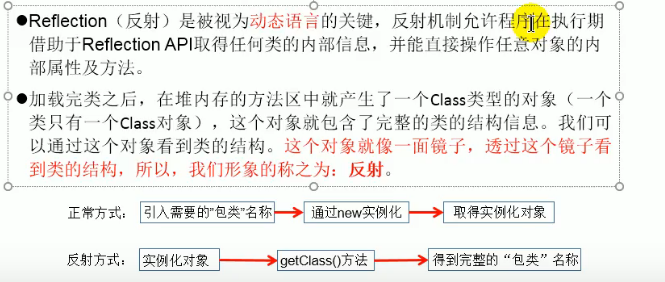 ●Reflection（反射）是被视为动态语言的关键，反射机制允许程序在执行期
借助于Reflection API取得任何类的内部信息，并能直接操作任意对象的内
部属性及方法。
●加载完类之后，在堆内存的方法区中就产生了一个Class类型的对象（一个
类只有一个Class对象），这个对象就包含了完整的类的结构信息。我们可
以通过这个对象看到类的结构。这个对象就像一面镜子，透过这个镜子看
到类的结构，所以，我们形象的称之为：反射。
正常方式： 引入需要的”包类”名称 通过new实例化 取得实例化对象
反射方式： 实例化对象 getClass()方法 得到完整的“包类”名称